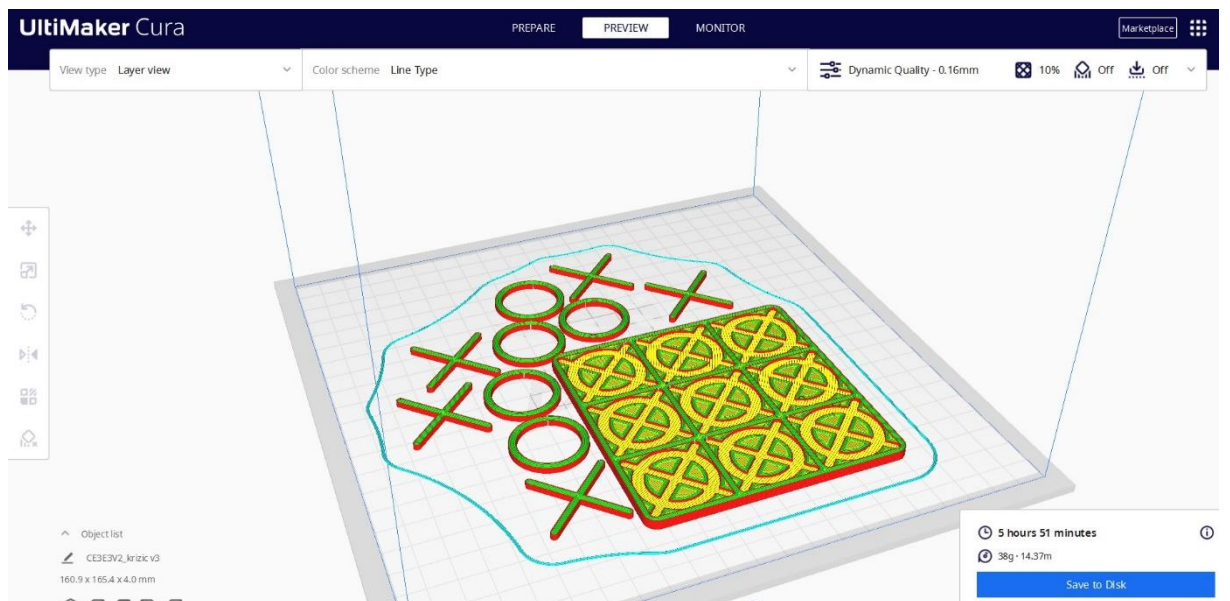 UltiMaker Cura
PREPARE PREVIEW MONITOR
Marketplace
View type Layer view
Color scheme Line Type
Dynamic Quality - 0.16mm 10% Off Off
Object list
CE3E3V2_krizic v3
160.9 x 165.4 x 4.0 mm
5 hours 51 minutes
38g · 14.37m
Save to Disk